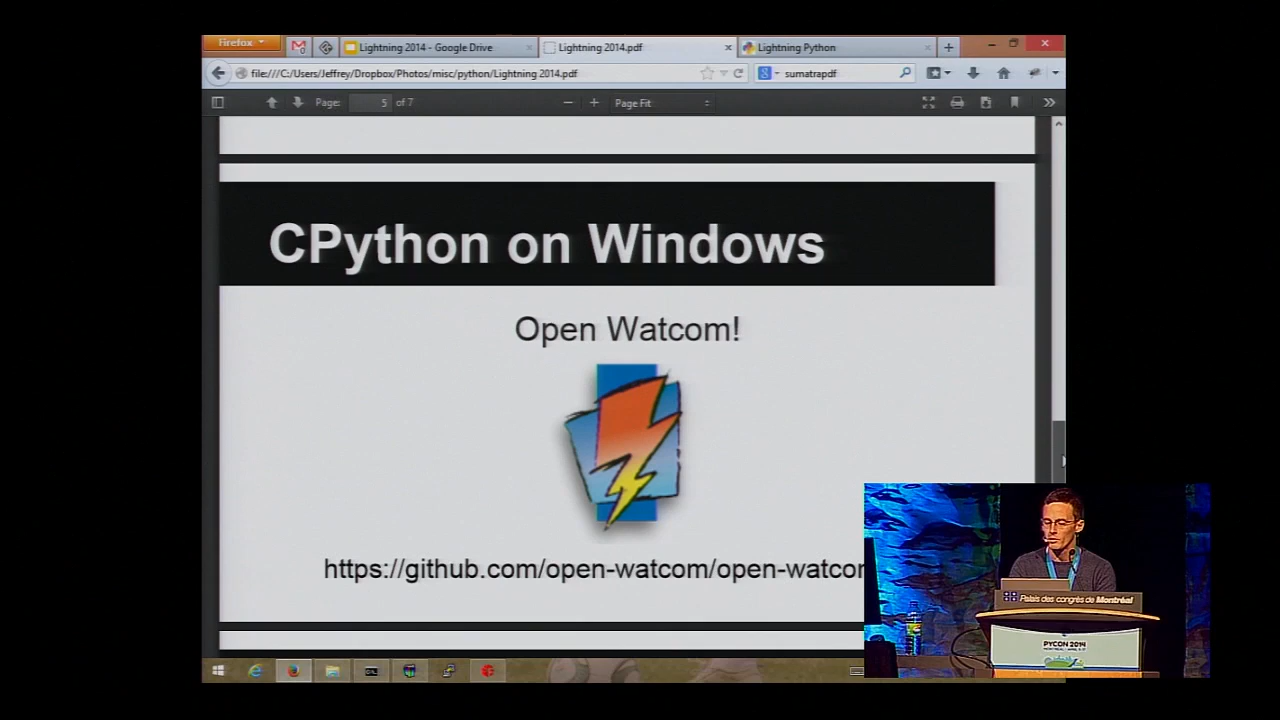 Firefox
Lightning 2014 - Google Drive
Lightning 2014.pdf
Lightning Python
file:///C:/Users/Jeffrey/Dropbox/Photos/misc/python/Lightning 2014.pdf
sumatrapdf
Page: 5 of 7
Page Fit
CPython on Windows
Open Watcom!
https://github.com/open-watcom/open-watcom
Palais des congrès de Montréal
PYCON 2014